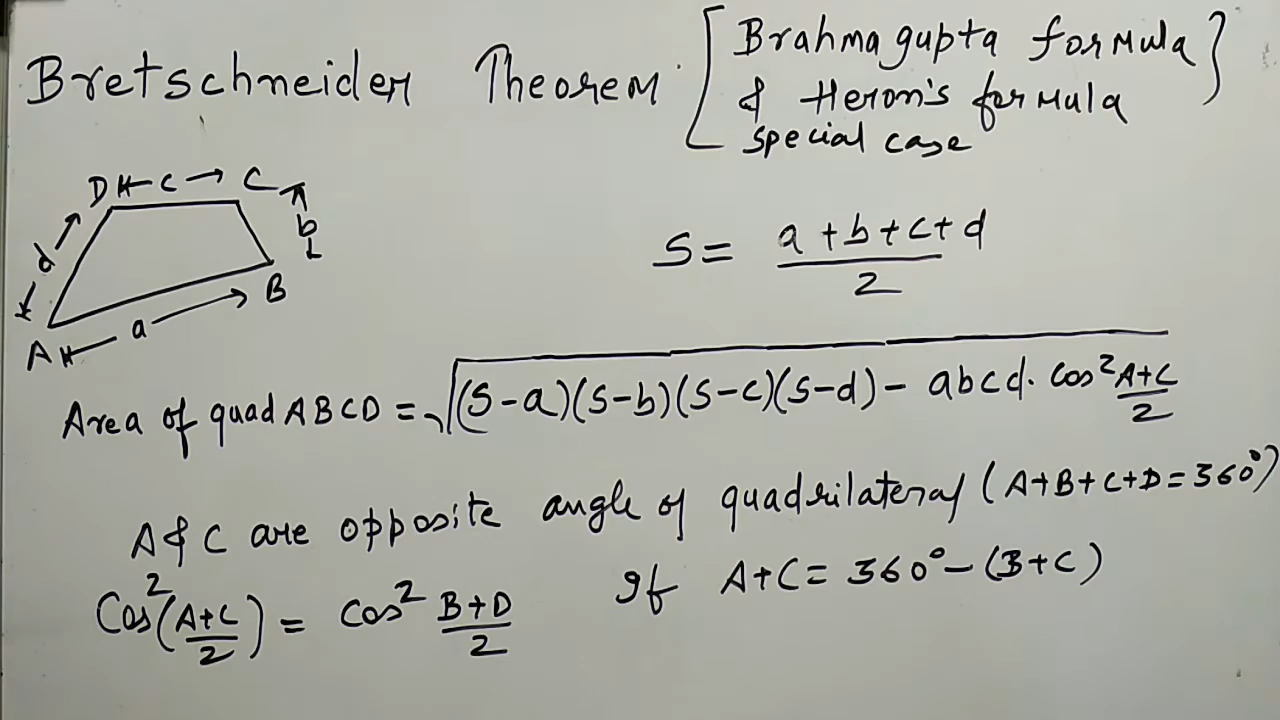 Bretschneider Theorem [Brahmagupta formula
& Heron's formula
special case]
D c C
d b
A a B
S = a+b+c+d / 2
Area of quad ABCD = √(S-a)(S-b)(S-c)(S-d) - abcd. cos² A+C / 2
A & C are opposite angle of quadrilateral (A+B+C+D=360°)
Cos² (A+C / 2) = cos² B+D / 2 If A+C = 360° - (B+C)